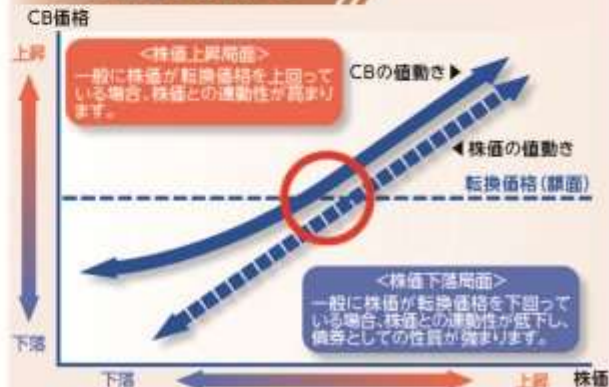 CB価格
上昇
<株価上昇局面>
一般に株価が転換価格を上回って
いる場合、株価との連動性が高まり
ます。
CBの値動き▶
◀株価の値動き
転換価格(額面)
<株価下落局面>
一般に株価が転換価格を下回って
いる場合、株価との連動性が低下し、
債券としての性質が強まります。
下落
下落
上昇
株価